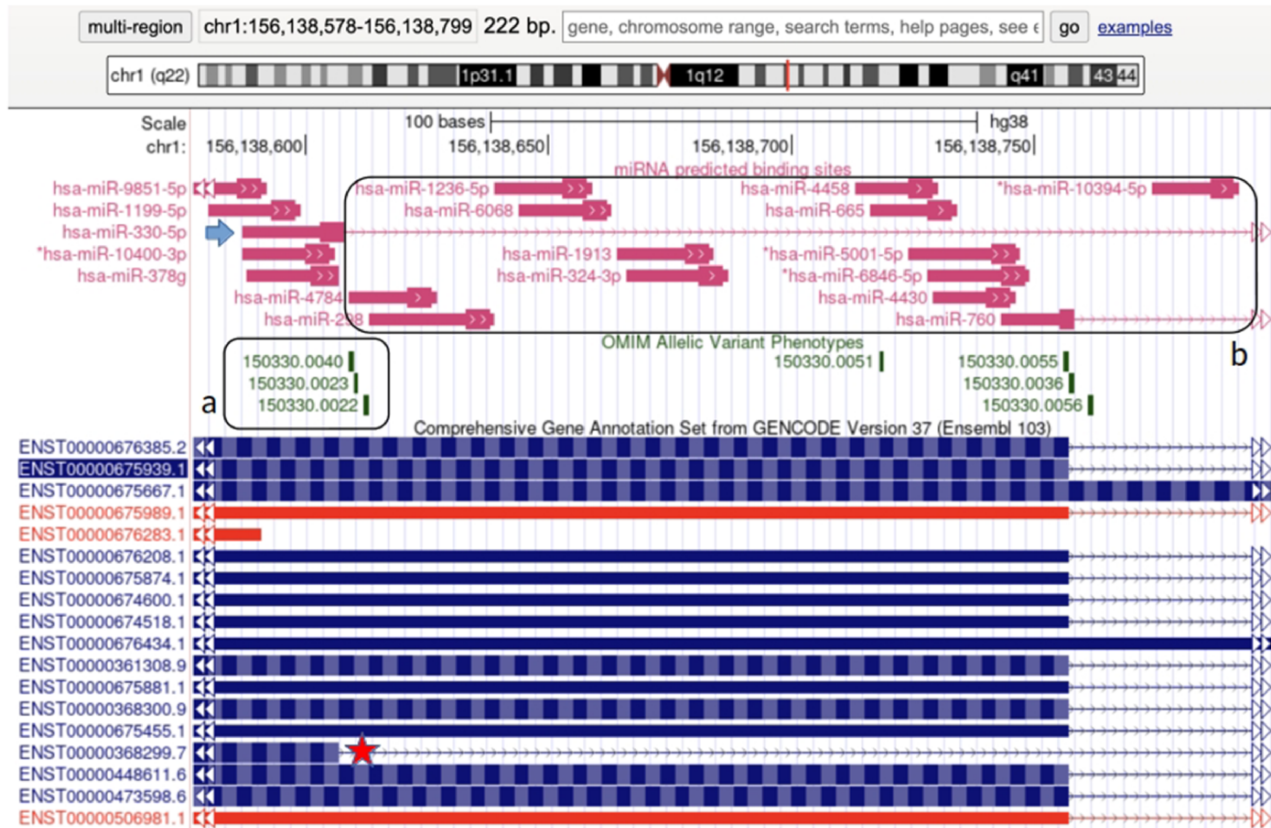 multi-region chr1:156,138,578-156,138,799 222 bp. gene, chromosome range, search terms, help pages, see e go examples
chr1 (q22) 1p31.1 1q12 q41 43 44
Scale 100 bases hg38
chr1: 156,138,600 156,138,650 156,138,700 156,138,750
miRNA predicted binding sites
hsa-miR-9851-5p hsa-miR-1236-5p hsa-miR-4458 *hsa-miR-10394-5p
hsa-miR-1199-5p hsa-miR-6068 hsa-miR-665
hsa-miR-330-5p
*hsa-miR-10400-3p hsa-miR-1913 *hsa-miR-5001-5p
hsa-miR-378g hsa-miR-324-3p *hsa-miR-6846-5p
hsa-miR-4784 hsa-miR-4430
hsa-miR-298 hsa-miR-760
OMIM Allelic Variant Phenotypes
b
150330.0040 150330.0051 150330.0055
150330.0023 150330.0036
a 150330.0022 150330.0056
Comprehensive Gene Annotation Set from GENCODE Version 37 (Ensembl 103)
ENST00000676385.2
ENST00000675939.1
ENST00000675667.1
ENST00000675989.1
ENST00000676283.1
ENST00000676208.1
ENST00000675874.1
ENST00000674600.1
ENST00000674518.1
ENST00000676434.1
ENST00000361308.9
ENST00000675881.1
ENST00000368300.9
ENST00000675455.1
ENST00000368299.7
ENST00000448611.6
ENST00000473598.6
ENST00000506981.1